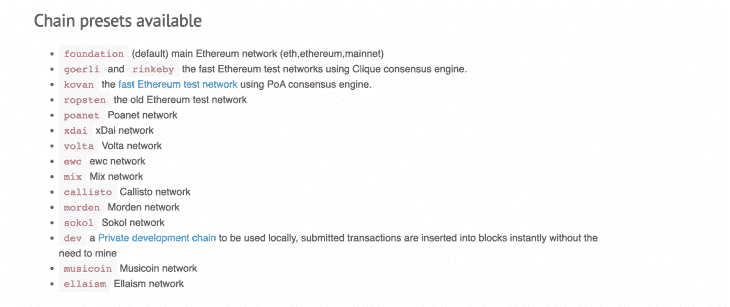 Chain presets available
foundation (default) main Ethereum network (eth,ethereum,mainnet)
goerli and rinkeby the fast Ethereum test networks using Clique consensus engine.
kovan the fast Ethereum test network using PoA consensus engine.
ropsten the old Ethereum test network
poanet Poanet network
xdai xDai network
volta Volta network
ewc ewc network
mix Mix network
callisto Callisto network
morden Morden network
sokol Sokol network
dev a Private development chain to be used locally, submitted transactions are inserted into blocks instantly without the
need to mine
musicoin Musicoin network
ellaism Ellaism network